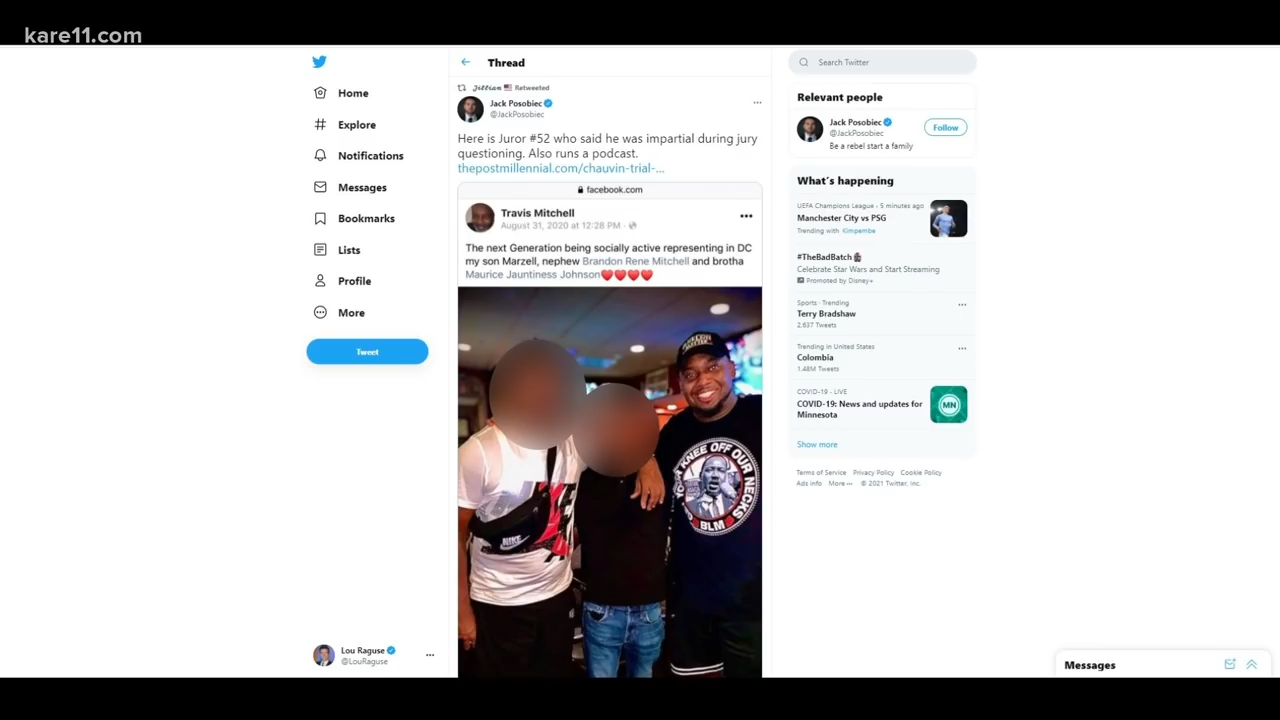 kare11.com
Home
Explore
Notifications
Messages
Bookmarks
Lists
Profile
More
Tweet
Lou Raguse
@LouRaguse
Thread
Jillian Retweeted
Jack Posobiec
@JackPosobiec
Here is Juror #52 who said he was impartial during jury
questioning. Also runs a podcast.
thepostmillennial.com/chauvin-trial-...
facebook.com
Travis Mitchell
August 31, 2020 at 12:28 PM ·
The next Generation being socially active representing in DC
my son Marzell, nephew Brandon Rene Mitchell and brotha
Maurice Jauntiness Johnson❤️❤️❤️❤️
NIKE
KNEE OFF OUR NECKS
BLM
Search Twitter
Relevant people
Jack Posobiec
@JackPosobiec
Follow
Be a rebel start a family
What's happening
UEFA Champions League · 5 minutes ago
Manchester City vs PSG
Trending with Kimpembe
#TheBadBatch
Celebrate Star Wars and Start Streaming
Promoted by Disney+
Sports · Trending
Terry Bradshaw
2,637 Tweets
Trending in United States
Colombia
1.48M Tweets
COVID-19 · LIVE
COVID-19: News and updates for
Minnesota
MN
Show more
Terms of Service Privacy Policy Cookie Policy
Ads info More ··· © 2021 Twitter, Inc.
Messages